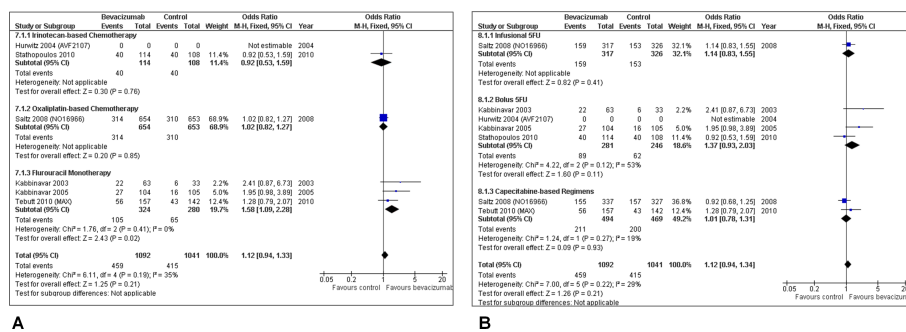 Bevacizumab Control Odds Ratio Odds Ratio
Study or Subgroup Events Total Events Total Weight M-H, Fixed, 95% CI Year M-H, Fixed, 95% CI
7.1.1 Irinotecan-based Chemotherapy
Hurwitz (AVF2107) 0 0 0 0 Not estimable 2004
Stathopoulos 2010 40 114 40 108 11.4% 0.92 [0.53, 1.59] 2010
Subtotal (95% CI) 114 108 11.4% 0.92 [0.53, 1.59]
Total events 40 40
Heterogeneity: Not applicable
Test for overall effect: Z = 0.30 (P = 0.76)
7.1.2 Oxaliplatin-based Chemotherapy
Saltz 2008 (NO16966) 314 654 310 653 68.9% 1.02 [0.82, 1.27] 2008
Subtotal (95% CI) 654 653 68.9% 1.02 [0.82, 1.27]
Total events 314 310
Heterogeneity: Not applicable
Test for overall effect: Z = 0.20 (P = 0.85)
7.1.3 Flurouracil Monotherapy
Kabbinavar 2003 22 63 6 33 2.2% 2.41 [0.87, 6.73] 2003
Kabbinavar 2005 27 104 16 105 5.0% 1.95 [0.98, 3.89] 2005
Tebutt 2010 (MAX) 56 157 43 142 12.5% 1.28 [0.79, 2.07] 2010
Subtotal (95% CI) 324 280 19.7% 1.58 [1.09, 2.28]
Total events 105 65
Heterogeneity: Chi² = 1.76, df = 2 (P = 0.41); I² = 0%
Test for overall effect: Z = 2.43 (P = 0.02)
Total (95% CI) 1092 1041 100.0% 1.12 [0.94, 1.33]
Total events 459 415
Heterogeneity: Chi² = 6.11, df = 4 (P = 0.19); I² = 35%
Test for overall effect: Z = 1.25 (P = 0.21)
Test for subgroup differences: Not applicable
0.05 0.2 1 5 20
Favours control Favours bevacizumab
A
Bevacizumab Control Odds Ratio Odds Ratio
Study or Subgroup Events Total Events Total Weight M-H, Fixed, 95% CI Year M-H, Fixed, 95% CI
8.1.1 Infusional 5FU
Saltz 2008 (NO16966) 159 317 153 326 32.1% 1.14 [0.83, 1.55] 2008
Subtotal (95% CI) 317 326 32.1% 1.14 [0.83, 1.55]
Total events 159 153
Heterogeneity: Not applicable
Test for overall effect: Z = 0.82 (P = 0.41)
8.1.2 Bolus 5FU
Kabbinavar 2003 22 63 6 33 2.2% 2.41 [0.87, 6.73] 2003
Hurwitz 2004 (AVF2107) 0 0 0 0 Not estimable 2004
Kabbinavar 2005 27 104 16 105 5.0% 1.95 [0.98, 3.89] 2005
Stathopoulos 2010 40 114 40 108 11.4% 0.92 [0.53, 1.59] 2010
Subtotal (95% CI) 281 246 18.6% 1.37 [0.93, 2.03]
Total events 89 62
Heterogeneity: Chi² = 4.22, df = 2 (P = 0.12); I² = 53%
Test for overall effect: Z = 1.60 (P = 0.11)
8.1.3 Capecitabine-based Regimens
Saltz 2008 (NO16966) 155 337 157 327 36.8% 0.92 [0.68, 1.25] 2008
Tebutt 2010 (MAX) 56 157 43 142 12.4% 1.28 [0.79, 2.07] 2010
Subtotal (95% CI) 494 469 49.2% 1.01 [0.78, 1.31]
Total events 211 200
Heterogeneity: Chi² = 1.24, df = 1 (P = 0.27); I² = 19%
Test for overall effect: Z = 0.09 (P = 0.93)
Total (95% CI) 1092 1041 100.0% 1.12 [0.94, 1.34]
Total events 459 415
Heterogeneity: Chi² = 7.00, df = 5 (P = 0.22); I² = 29%
Test for overall effect: Z = 1.26 (P = 0.21)
Test for subgroup differences: Not applicable
0.05 0.2 1 5 20
Favours control Favours bevacizumab
B